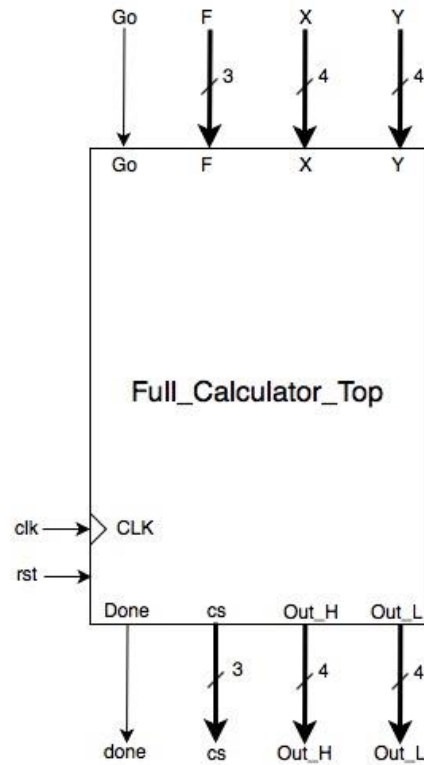 Go F X Y
3 4 4 4
Go F X Y
Full_Calculator_Top
clk CLK
rst
Done cs Out_H Out_L
3 4 4
done cs Out_H Out_L